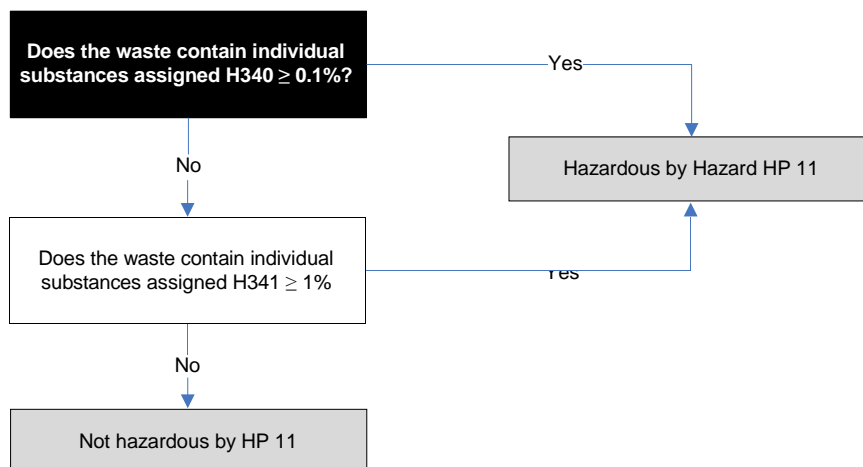 Does the waste contain individual
substances assigned H340 ≥ 0.1%?
Yes
No
Hazardous by Hazard HP 11
Does the waste contain individual
substances assigned H341 ≥ 1%
Yes
No
Not hazardous by HP 11